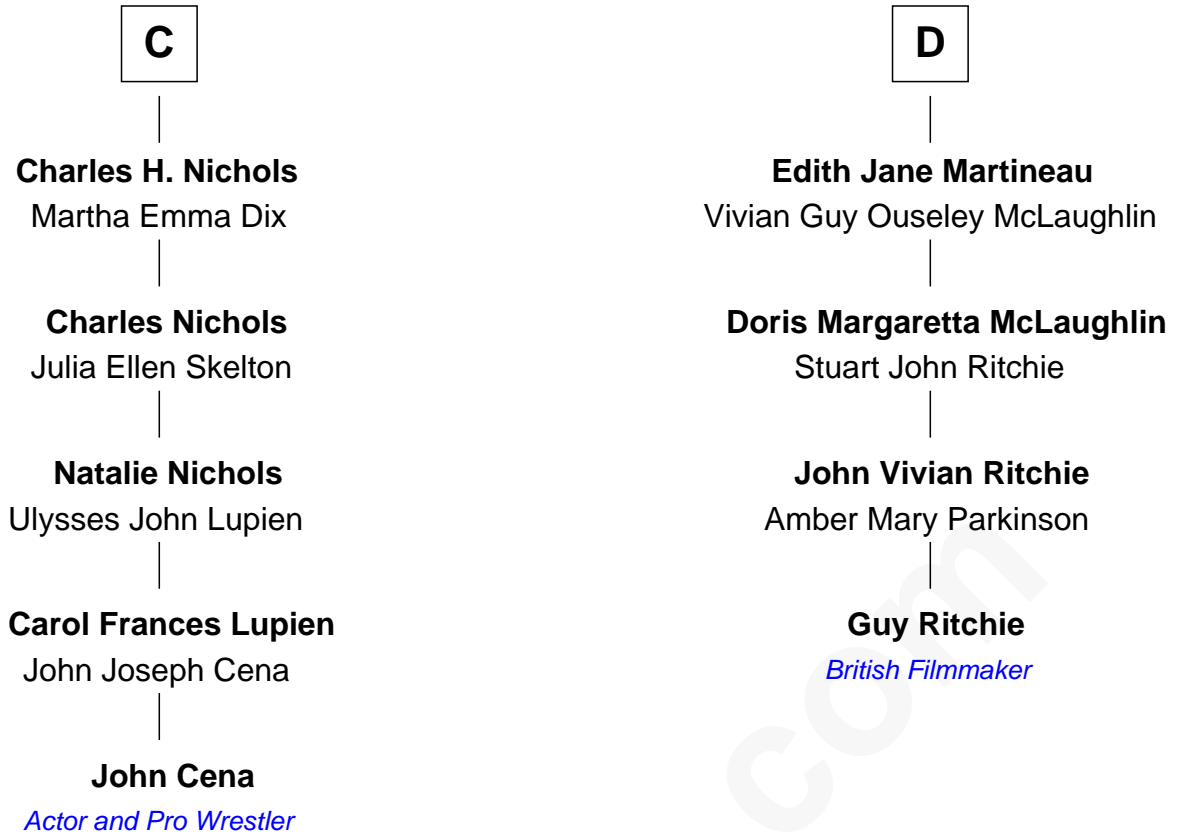 C
Charles H. Nichols
Martha Emma Dix
Charles Nichols
Julia Ellen Skelton
Natalie Nichols
Ulysses John Lupien
Carol Frances Lupien
John Joseph Cena
John Cena
Actor and Pro Wrestler
D
Edith Jane Martineau
Vivian Guy Ouseley McLaughlin
Doris Margaretta McLaughlin
Stuart John Ritchie
John Vivian Ritchie
Amber Mary Parkinson
Guy Ritchie
British Filmmaker
com